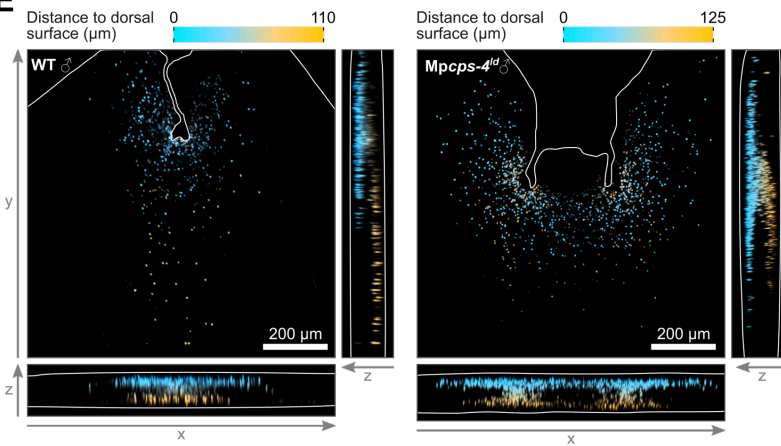 E
Distance to dorsal
surface (μm)
0
110
WT ♂
y
200 μm
z
z
x
Distance to dorsal
surface (μm)
0
125
Mpcps-4ld ♂
200 μm
z
x